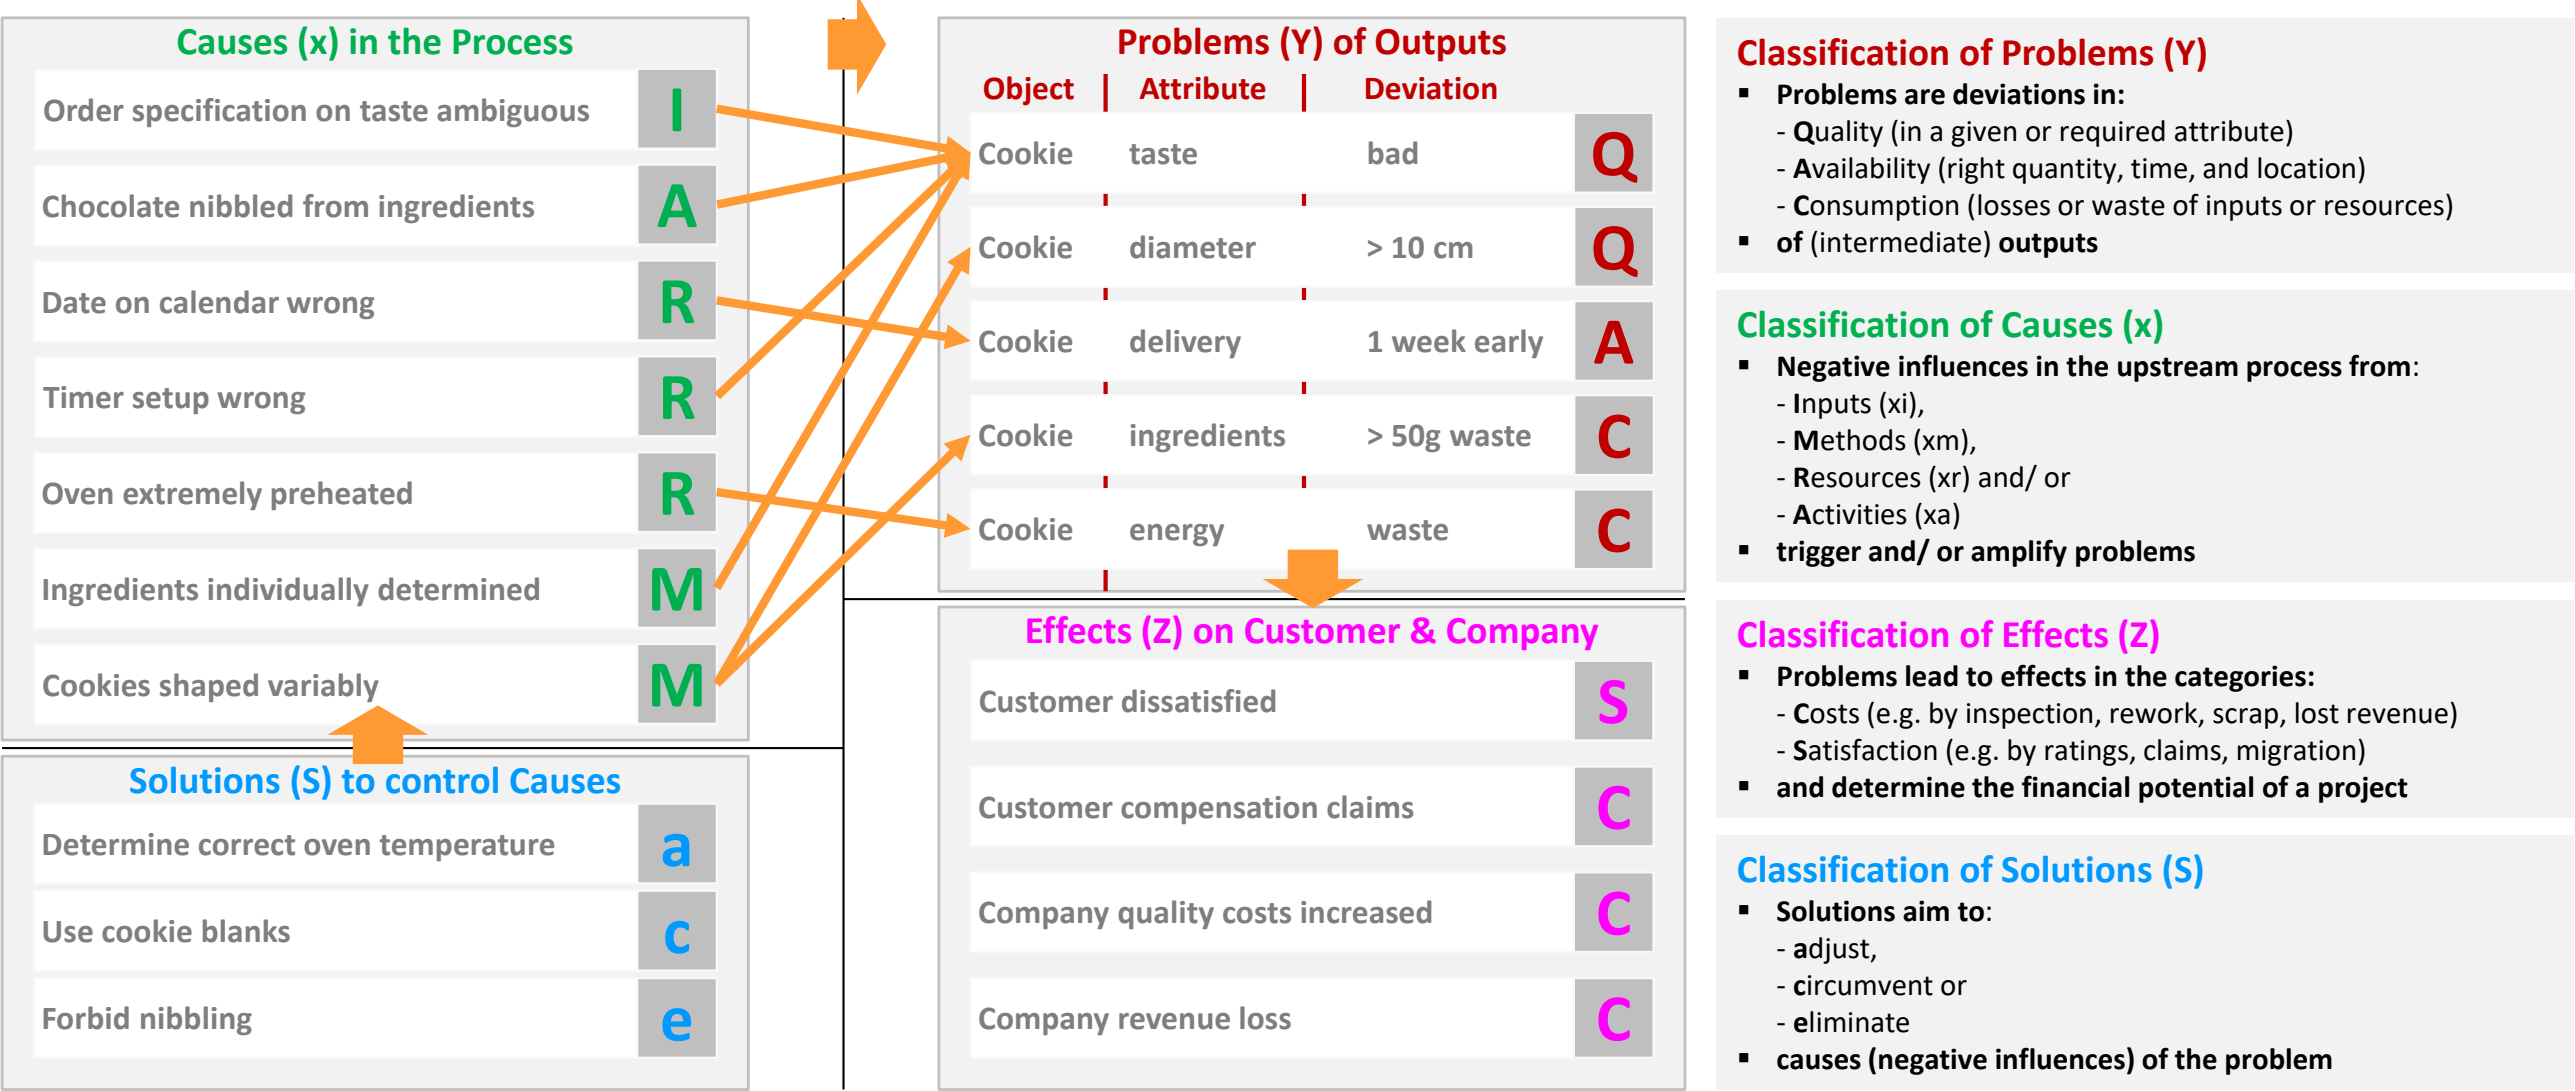 Causes (x) in the Process
Order specification on taste ambiguous I
Chocolate nibbled from ingredients A
Date on calendar wrong R
Timer setup wrong R
Oven extremely preheated R
Ingredients individually determined M
Cookies shaped variably M
Solutions (S) to control Causes
Determine correct oven temperature a
Use cookie blanks c
Forbid nibbling e
Problems (Y) of Outputs
Object Attribute Deviation
Cookie taste bad Q
Cookie diameter > 10 cm Q
Cookie delivery 1 week early A
Cookie ingredients > 50g waste C
Cookie energy waste C
Effects (Z) on Customer & Company
Customer dissatisfied S
Customer compensation claims C
Company quality costs increased C
Company revenue loss C
Classification of Problems (Y)
▪ Problems are deviations in:
- Quality (in a given or required attribute)
- Availability (right quantity, time, and location)
- Consumption (losses or waste of inputs or resources)
▪ of (intermediate) outputs
Classification of Causes (x)
▪ Negative influences in the upstream process from:
- Inputs (xi),
- Methods (xm),
- Resources (xr) and/ or
- Activities (xa)
▪ trigger and/ or amplify problems
Classification of Effects (Z)
▪ Problems lead to effects in the categories:
- Costs (e.g. by inspection, rework, scrap, lost revenue)
- Satisfaction (e.g. by ratings, claims, migration)
▪ and determine the financial potential of a project
Classification of Solutions (S)
▪ Solutions aim to:
- adjust,
- circumvent or
- eliminate
▪ causes (negative influences) of the problem